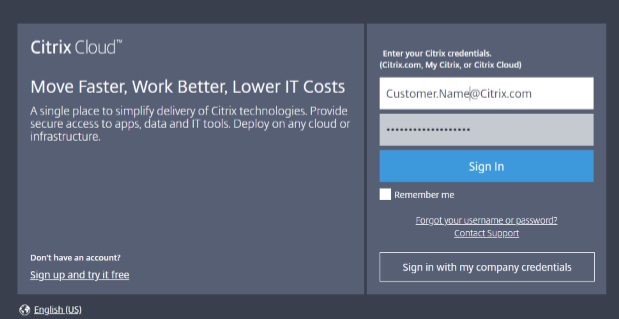 Citrix Cloud™
Move Faster, Work Better, Lower IT Costs
A single place to simplify delivery of Citrix technologies. Provide
secure access to apps, data and IT tools. Deploy on any cloud or
infrastructure.
Don't have an account?
Sign up and try it free
Enter your Citrix credentials.
(Citrix.com, My Citrix, or Citrix Cloud)
Customer.Name@Citrix.com
••••••••••••••••••
Sign In
Remember me
Forgot your username or password?
Contact Support
Sign in with my company credentials
English (US)